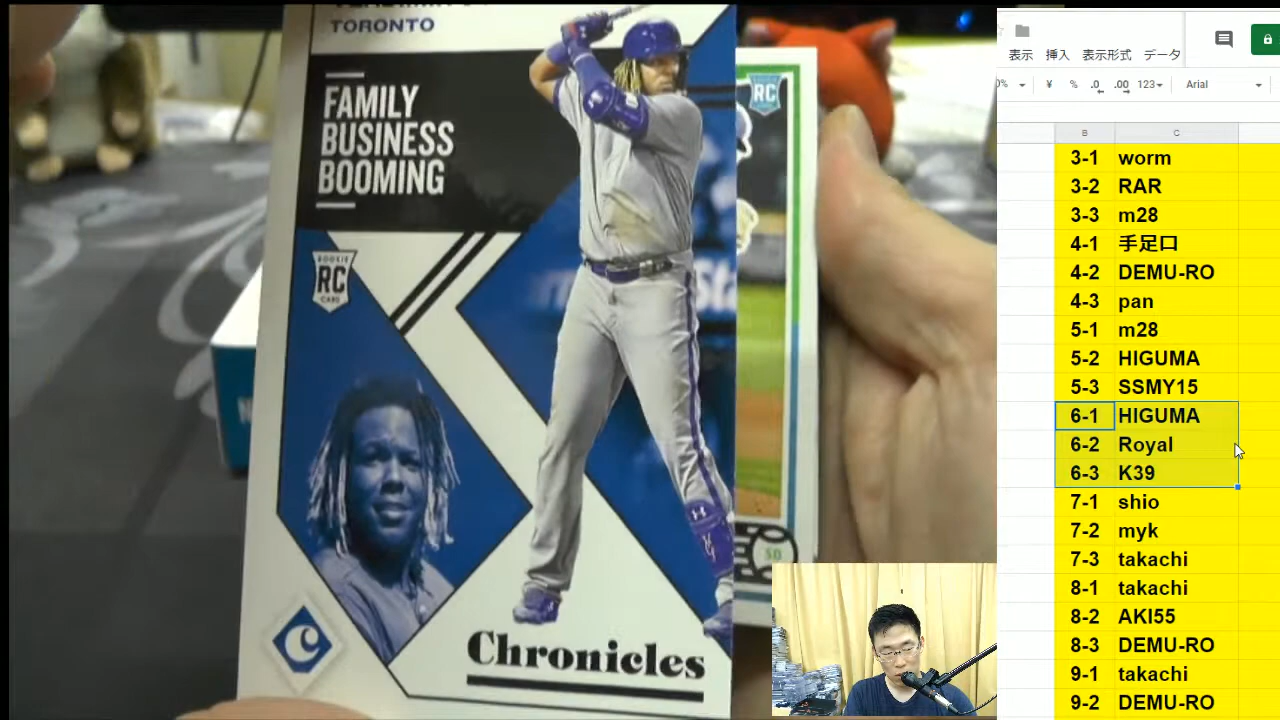 TORONTO
FAMILY
BUSINESS
BOOMING
ROOKIE
RC
CARD
RC
C
50
Chronicles
表示 挿入 表示形式 データ
0% ¥ % .0 .00 123 Arial
B C
3-1 worm
3-2 RAR
3-3 m28
4-1 手足口
4-2 DEMU-RO
4-3 pan
5-1 m28
5-2 HIGUMA
5-3 SSMY15
6-1 HIGUMA
6-2 Royal
6-3 K39
7-1 shio
7-2 myk
7-3 takachi
8-1 takachi
8-2 AKI55
8-3 DEMU-RO
9-1 takachi
9-2 DEMU-RO